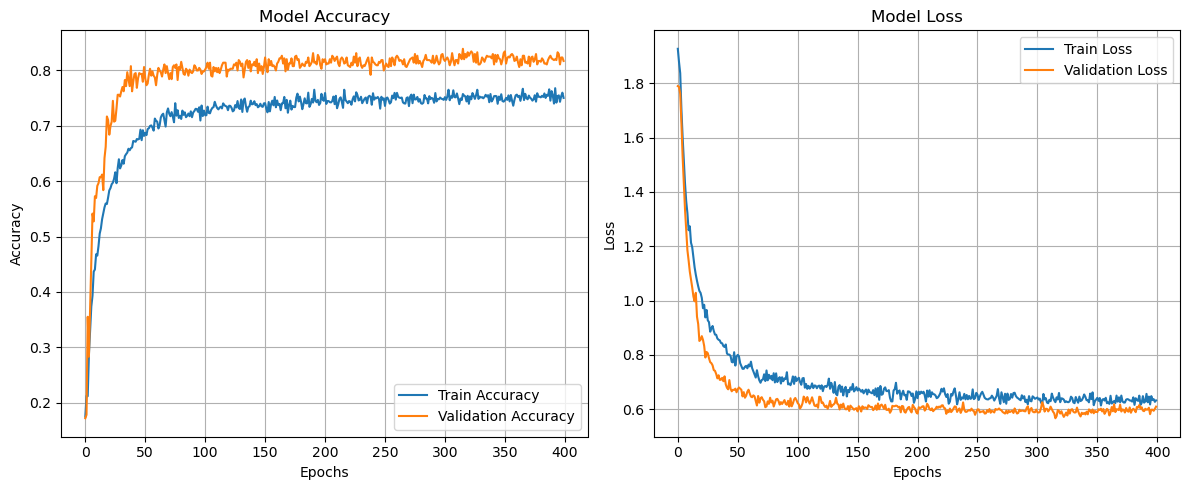 Model Accuracy
0.8
0.7
0.6
0.5
0.4
0.3
0.2
Accuracy
Train Accuracy
Validation Accuracy
0 50 100 150 200 250 300 350 400
Epochs
Model Loss
1.8
1.6
1.4
1.2
1.0
0.8
0.6
Loss
Train Loss
Validation Loss
0 50 100 150 200 250 300 350 400
Epochs